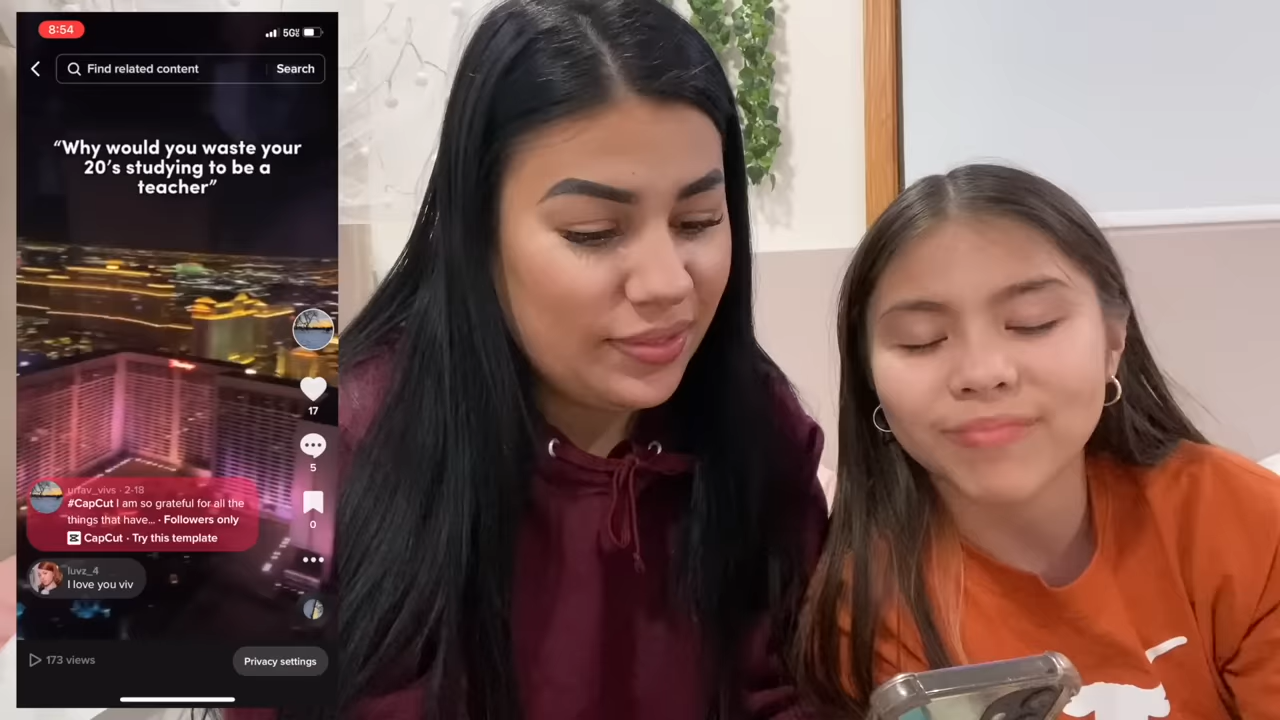 8:54
5G
Find related content
Search
“Why would you waste your
20's studying to be a
teacher”
17
5
0
urfav_vivs · 2-18
#CapCut I am so grateful for all the
things that have... · Followers only
CapCut · Try this template
luvz_4
I love you viv
173 views
Privacy settings